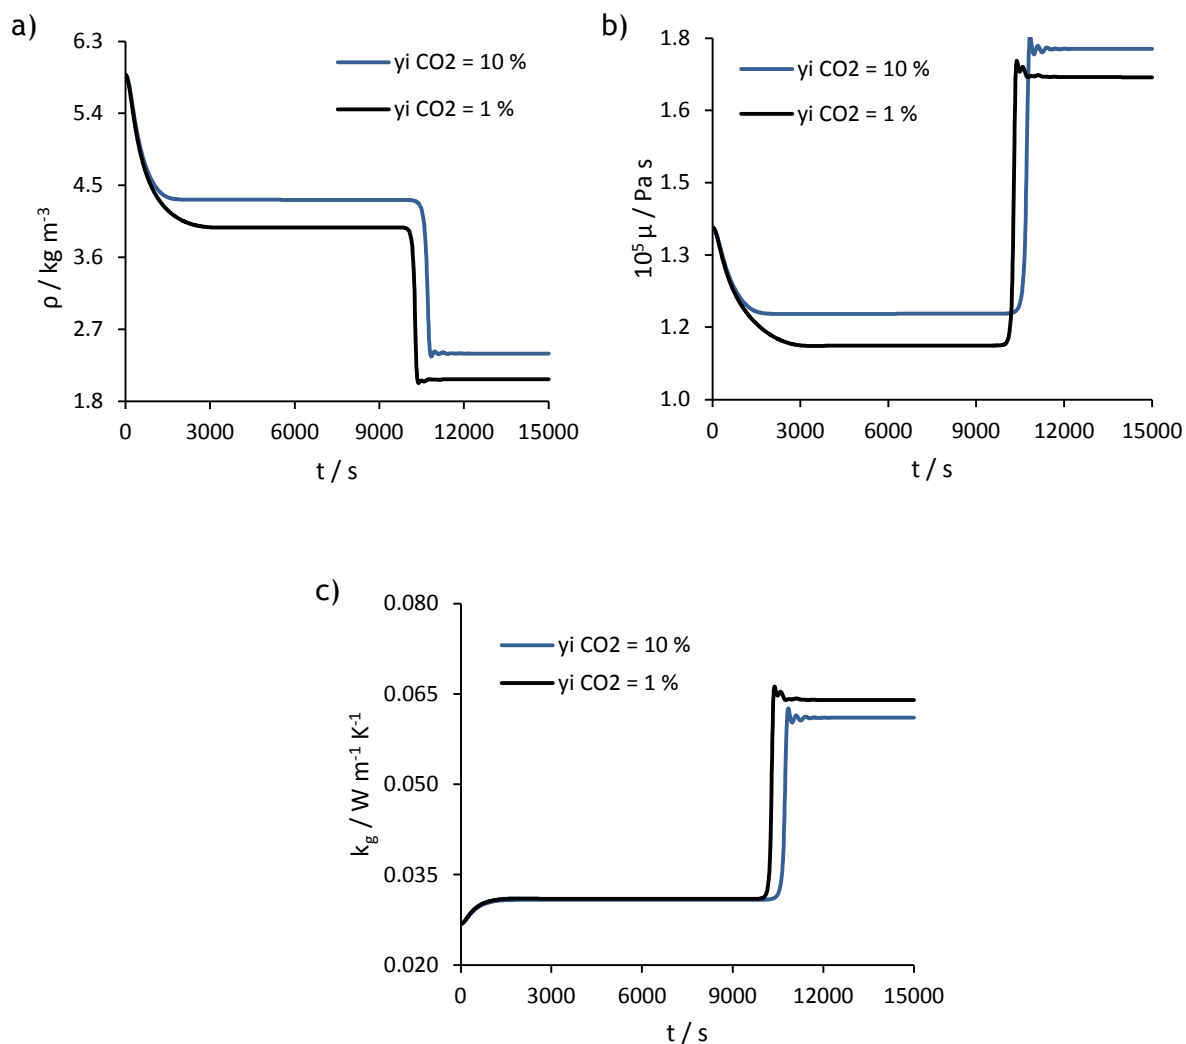 a)
6.3
5.4
4.5
3.6
2.7
1.8
0
3000
6000
9000
12000
15000
ρ / kg m-3
t / s
yi CO2 = 10 %
yi CO2 = 1 %
b)
1.8
1.6
1.5
1.3
1.2
1.0
0
3000
6000
9000
12000
15000
10⁵ μ / Pa s
t / s
yi CO2 = 10 %
yi CO2 = 1 %
c)
0.080
0.065
0.050
0.035
0.020
0
3000
6000
9000
12000
15000
kg / W m-1 K-1
t / s
yi CO2 = 10 %
yi CO2 = 1 %